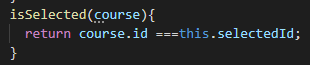 isSelected(course){
return course.id ===this.selectedId;
}